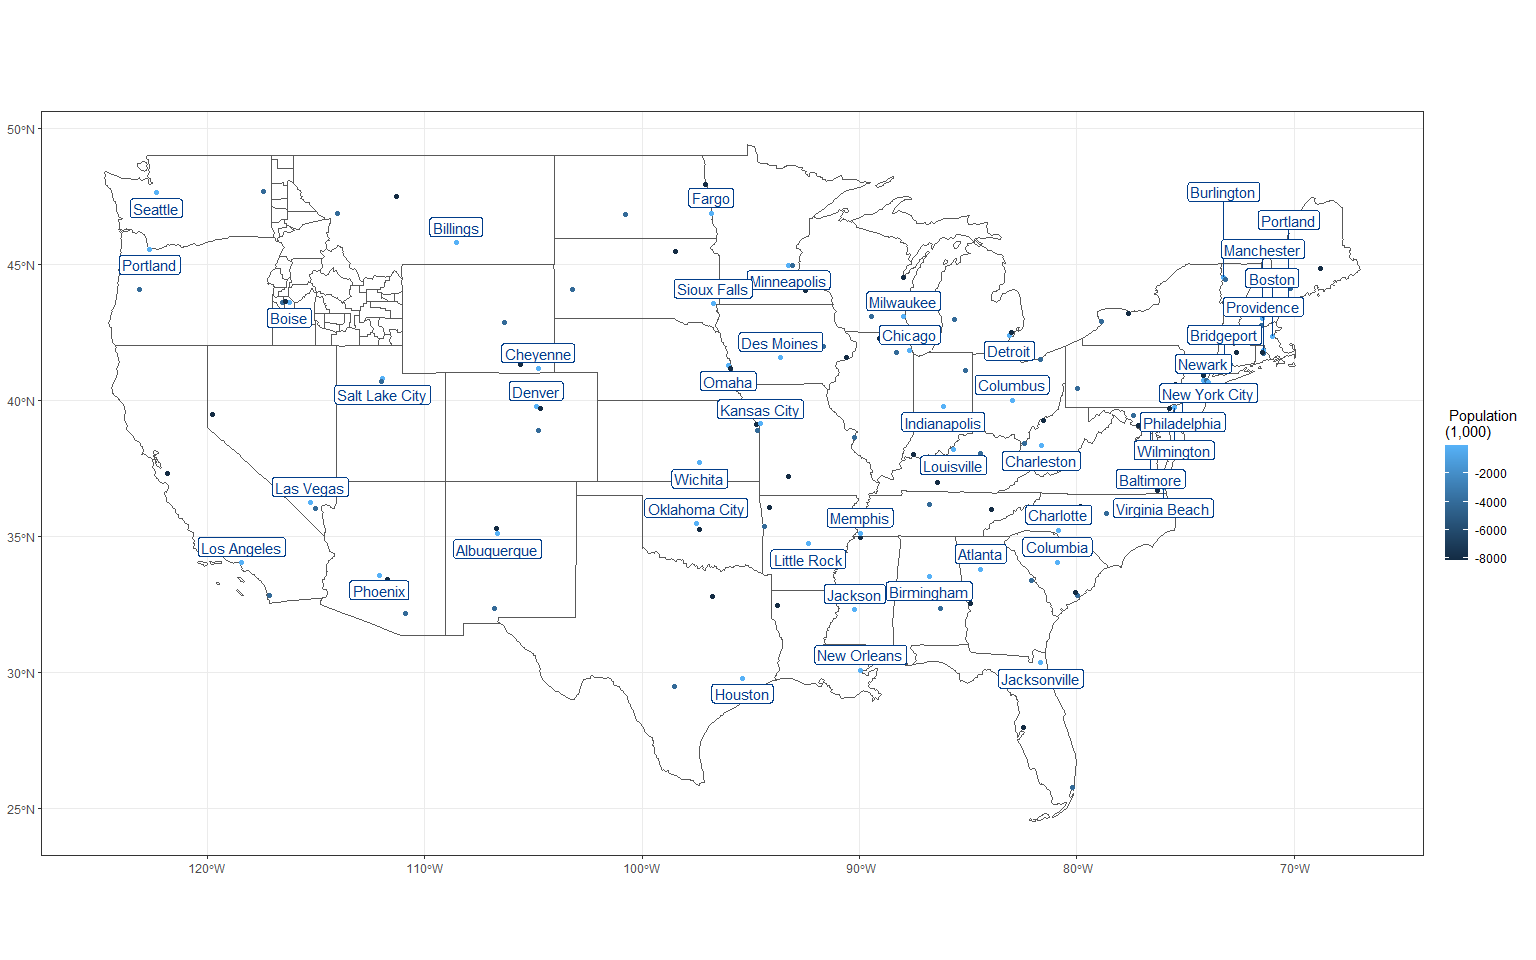 50°N
45°N
40°N
35°N
30°N
25°N
120°W
110°W
100°W
90°W
80°W
70°W
Seattle
Portland
Billings
Fargo
Burlington
Portland
Manchester
Boston
Providence
Bridgeport
Newark
New York City
Philadelphia
Wilmington
Baltimore
Virginia Beach
Boise
Sioux Falls
Minneapolis
Milwaukee
Chicago
Detroit
Des Moines
Omaha
Cheyenne
Denver
Salt Lake City
Columbus
Kansas City
Indianapolis
Louisville
Charleston
Wichita
Las Vegas
Oklahoma City
Memphis
Charlotte
Columbia
Los Angeles
Albuquerque
Little Rock
Atlanta
Phoenix
Jackson
Birmingham
New Orleans
Houston
Jacksonville
Population
(1,000)
-2000
-4000
-6000
-8000